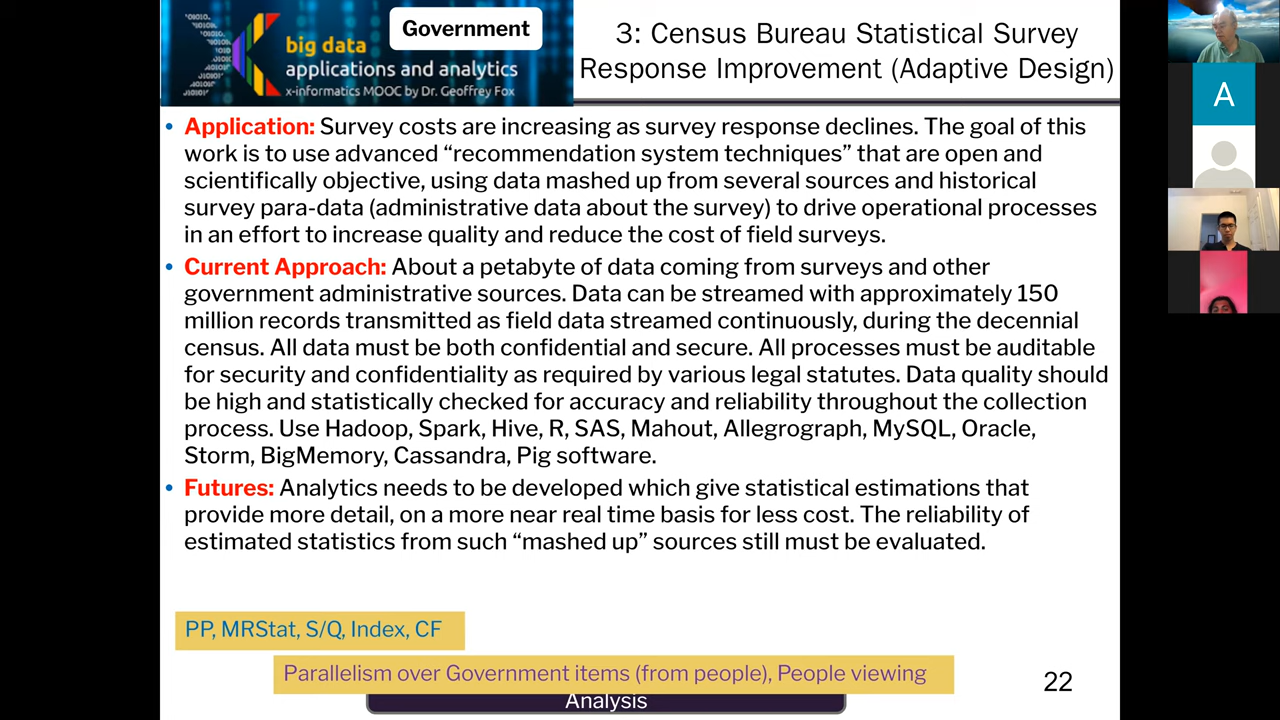 Government
big data
applications and analytics
x-informatics MOOC by Dr. Geoffrey Fox
3: Census Bureau Statistical Survey
Response Improvement (Adaptive Design)
• Application: Survey costs are increasing as survey response declines. The goal of this
work is to use advanced “recommendation system techniques” that are open and
scientifically objective, using data mashed up from several sources and historical
survey para-data (administrative data about the survey) to drive operational processes
in an effort to increase quality and reduce the cost of field surveys.
• Current Approach: About a petabyte of data coming from surveys and other
government administrative sources. Data can be streamed with approximately 150
million records transmitted as field data streamed continuously, during the decennial
census. All data must be both confidential and secure. All processes must be auditable
for security and confidentiality as required by various legal statutes. Data quality should
be high and statistically checked for accuracy and reliability throughout the collection
process. Use Hadoop, Spark, Hive, R, SAS, Mahout, Allegrograph, MySQL, Oracle,
Storm, BigMemory, Cassandra, Pig software.
• Futures: Analytics needs to be developed which give statistical estimations that
provide more detail, on a more near real time basis for less cost. The reliability of
estimated statistics from such “mashed up” sources still must be evaluated.
PP, MRStat, S/Q, Index, CF
Parallelism over Government items (from people), People viewing
Analysis
22
A